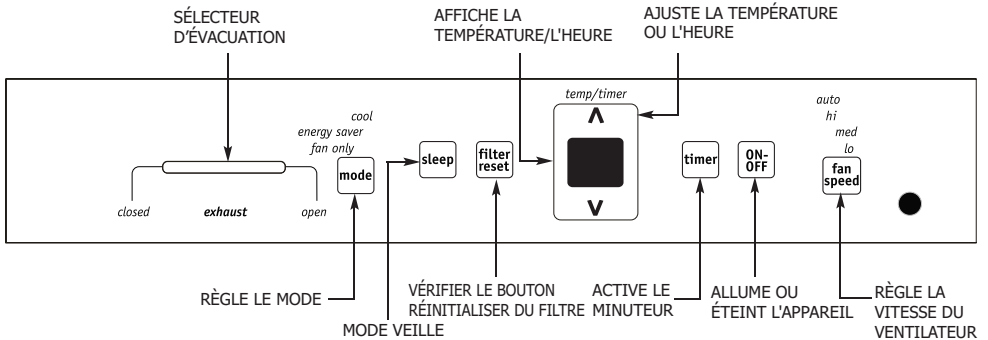 SÉLECTEUR
D'ÉVACUATION
AFFICHE LA
TEMPÉRATURE/L'HEURE
AJUSTE LA TEMPÉRATURE
OU L'HEURE
temp/timer
cool
energy saver
fan only
mode
sleep
filter
reset
timer
ON-
OFF
auto
hi
med
lo
fan
speed
closed
exhaust
open
RÈGLE LE MODE
MODE VEILLE
VÉRIFIER LE BOUTON
RÉINITIALISER DU FILTRE
ACTIVE LE
MINUTEUR
ALLUME OU
ÉTEINT L'APPAREIL
RÈGLE LA
VITESSE DU
VENTILATEUR